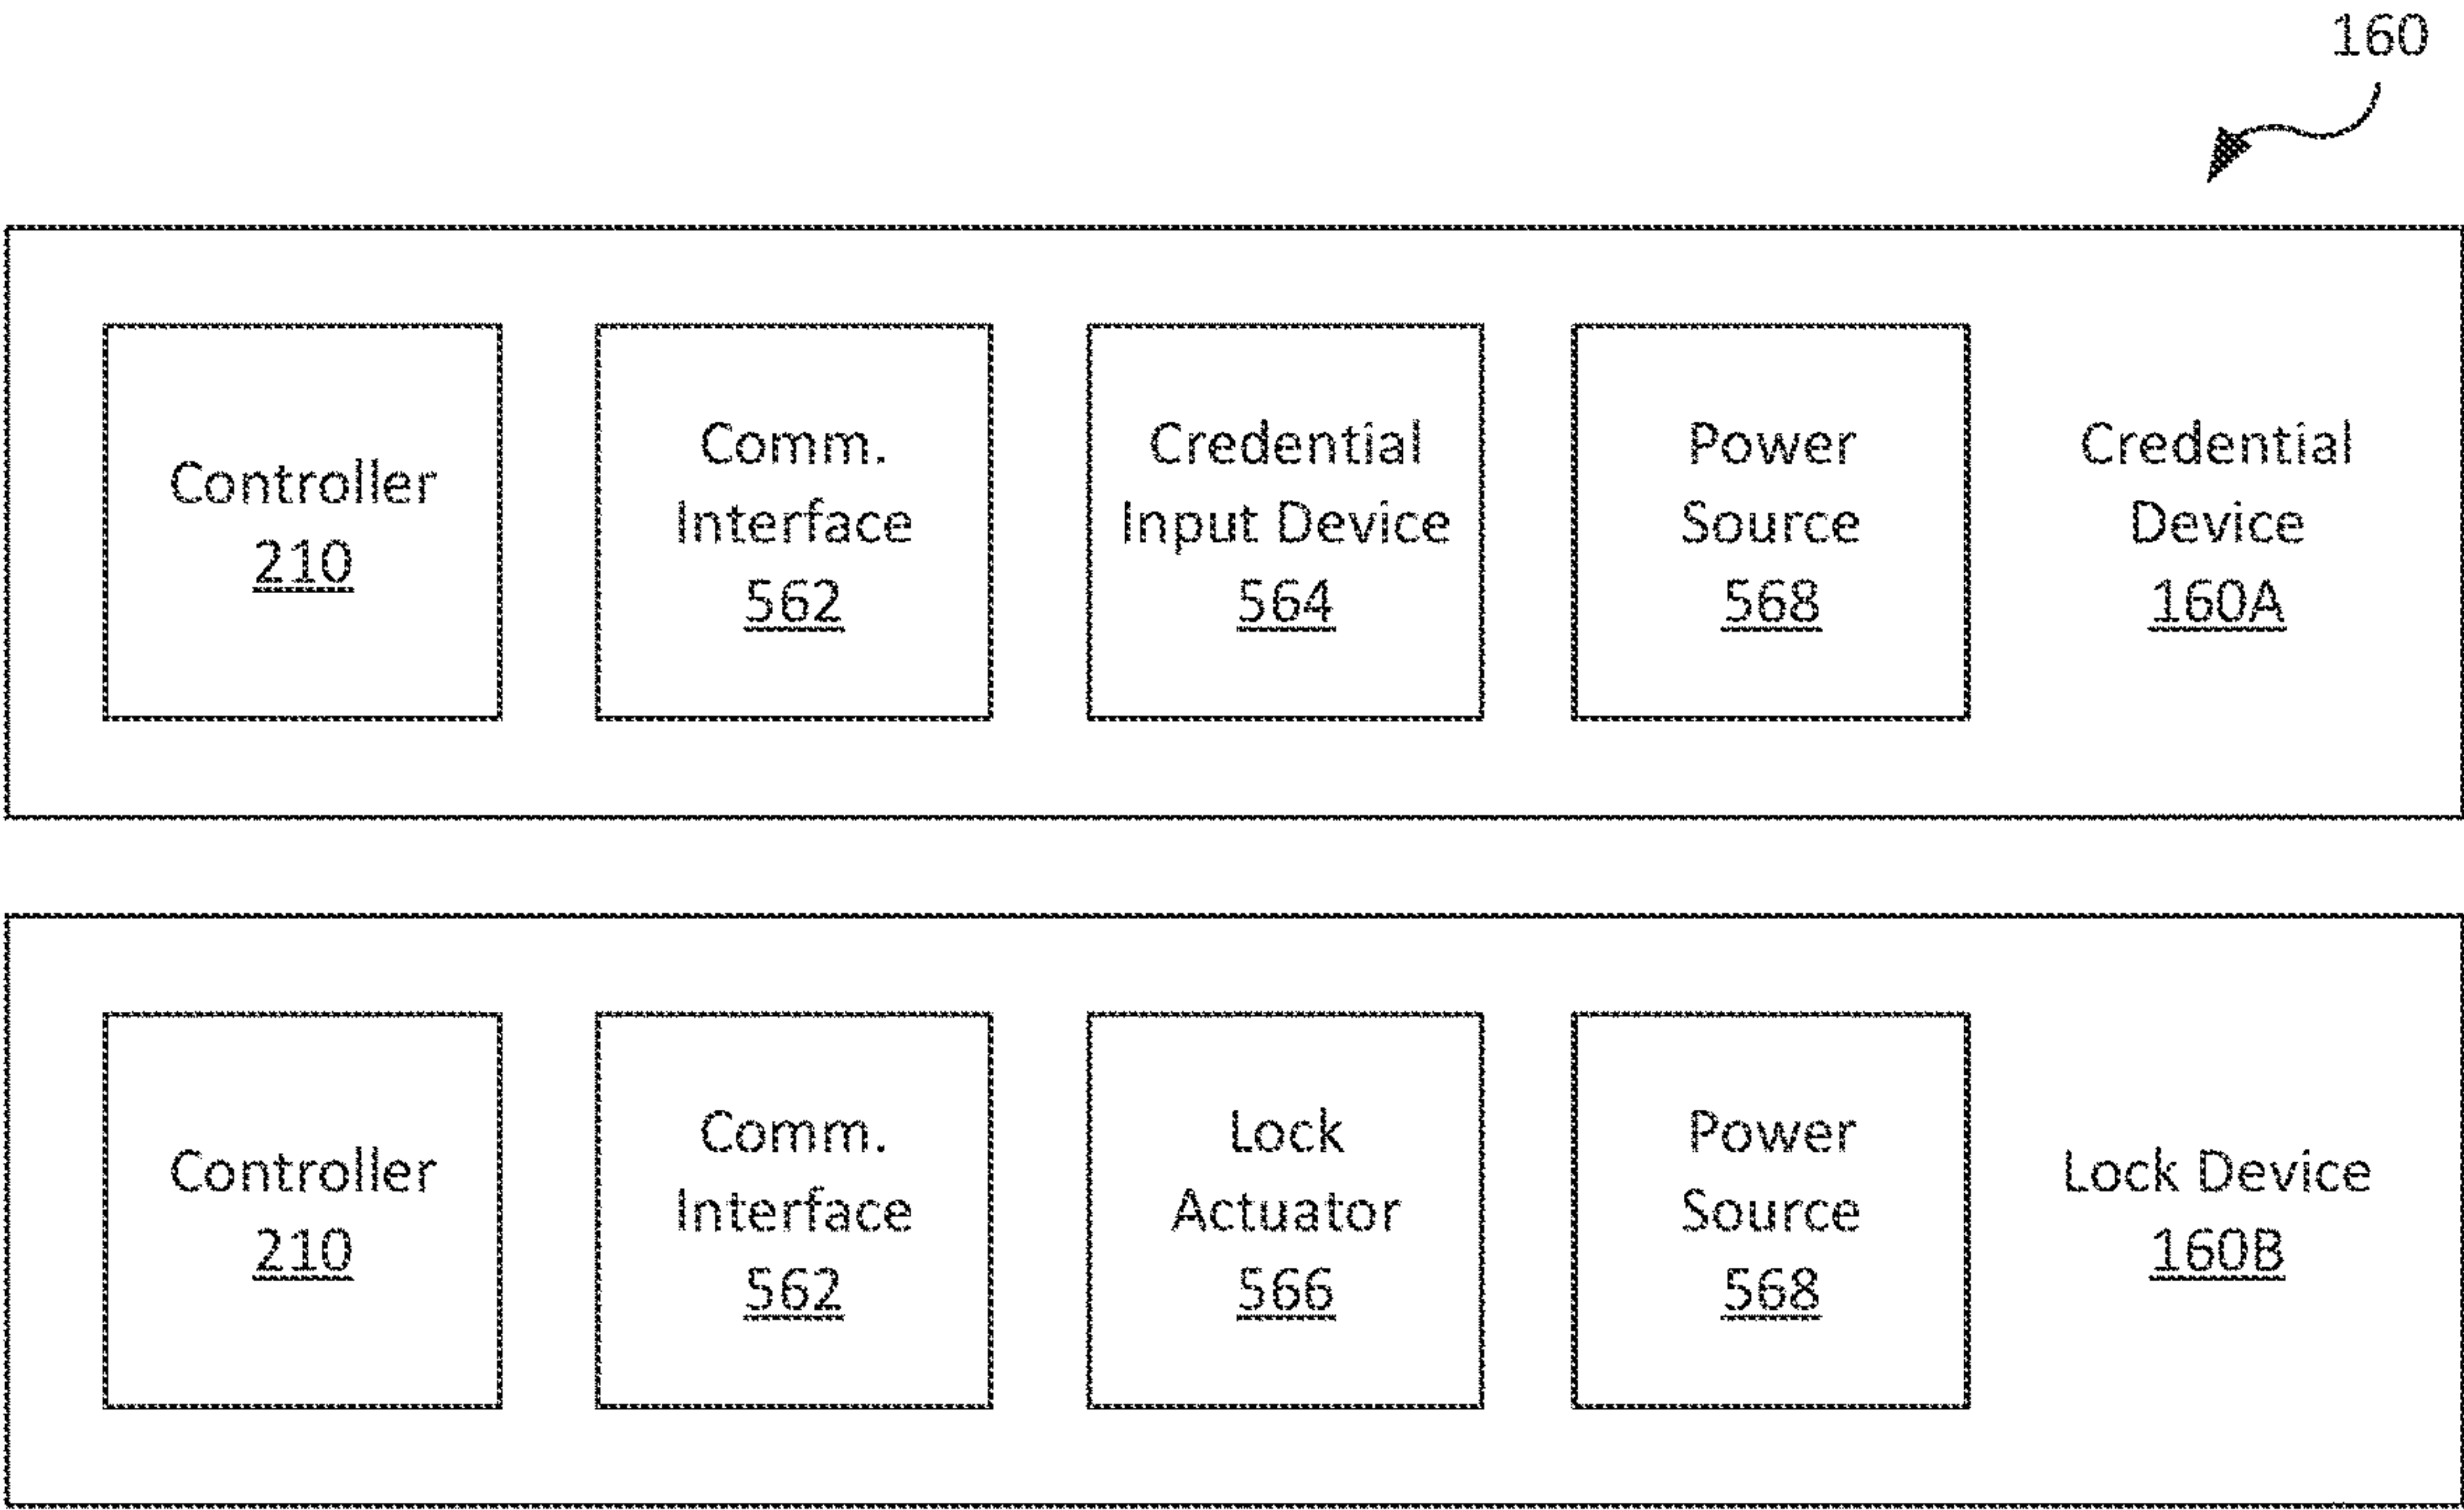 160
Controller
210
Comm.
Interface
562
Credential
Input Device
564
Power
Source
568
Credential
Device
160A
Controller
210
Comm.
Interface
562
Lock
Actuator
566
Power
Source
568
Lock Device
160B